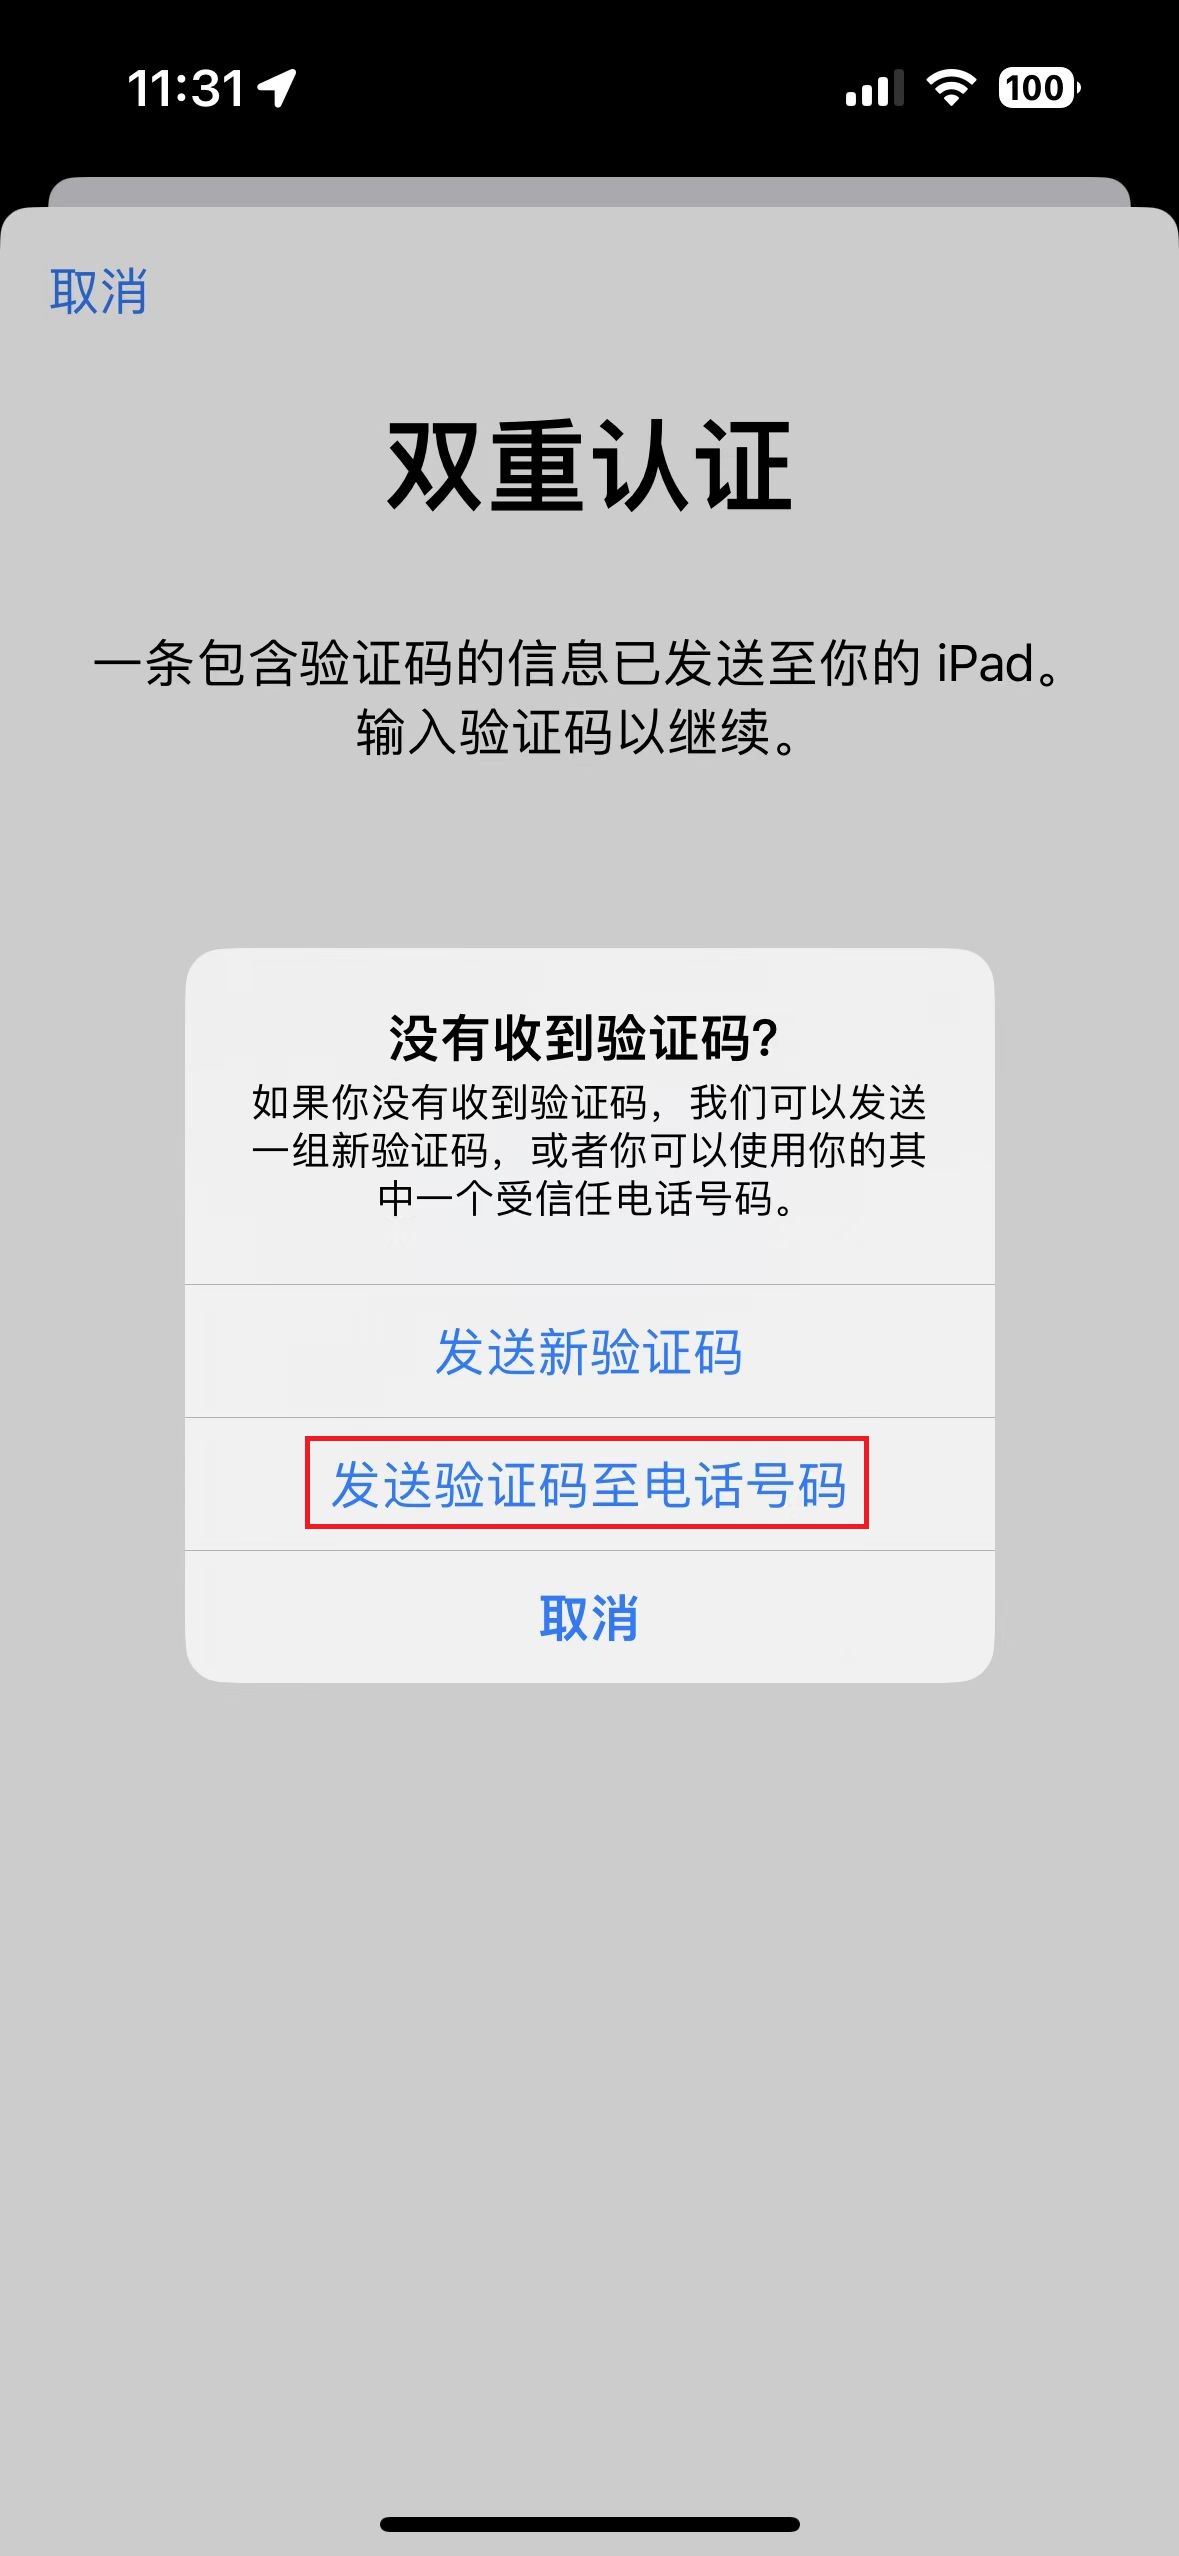 11:31
100
取消
双重认证
一条包含验证码的信息已发送至你的 iPad。
输入验证码以继续。
没有收到验证码?
如果你没有收到验证码，我们可以发送
一组新验证码，或者你可以使用你的其
中一个受信任电话号码。
发送新验证码
发送验证码至电话号码
取消